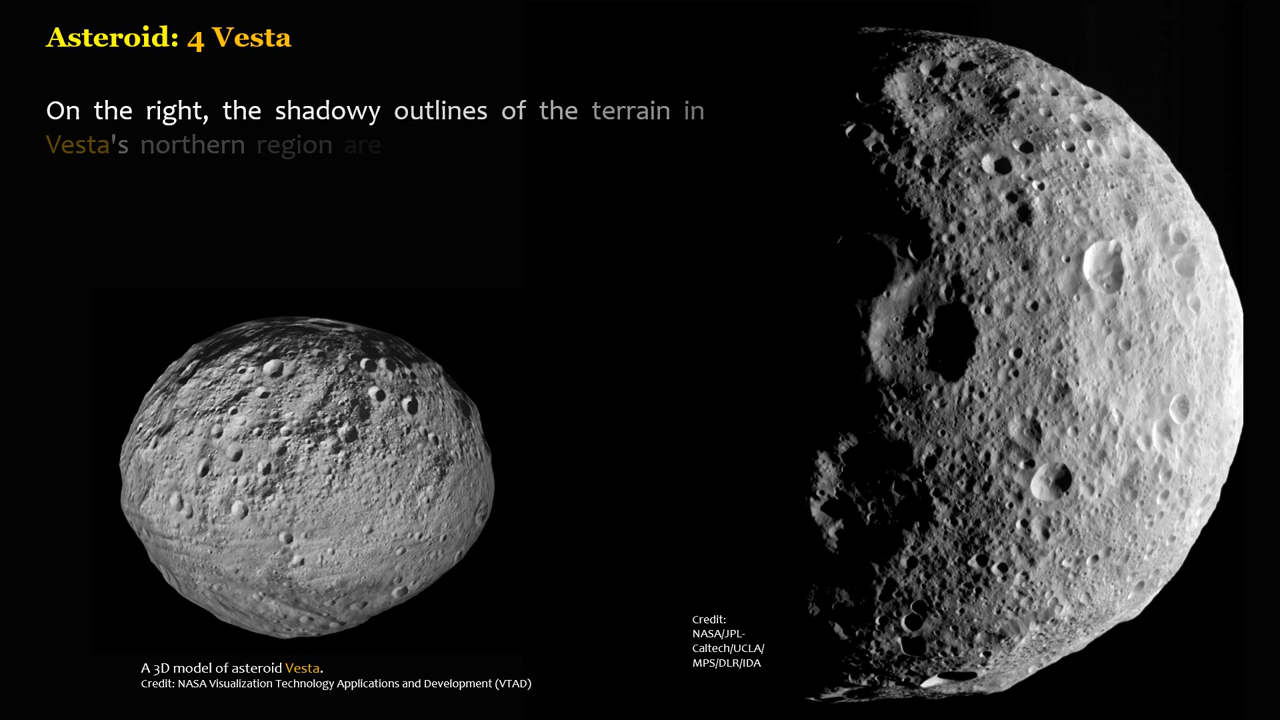 Asteroid: 4 Vesta
On the right, the shadowy outlines of the terrain in
Vesta's northern region are
Credit:
NASA/JPL-
Caltech/UCLA/
MPS/DLR/IDA
A 3D model of asteroid Vesta.
Credit: NASA Visualization Technology Applications and Development (VTAD)